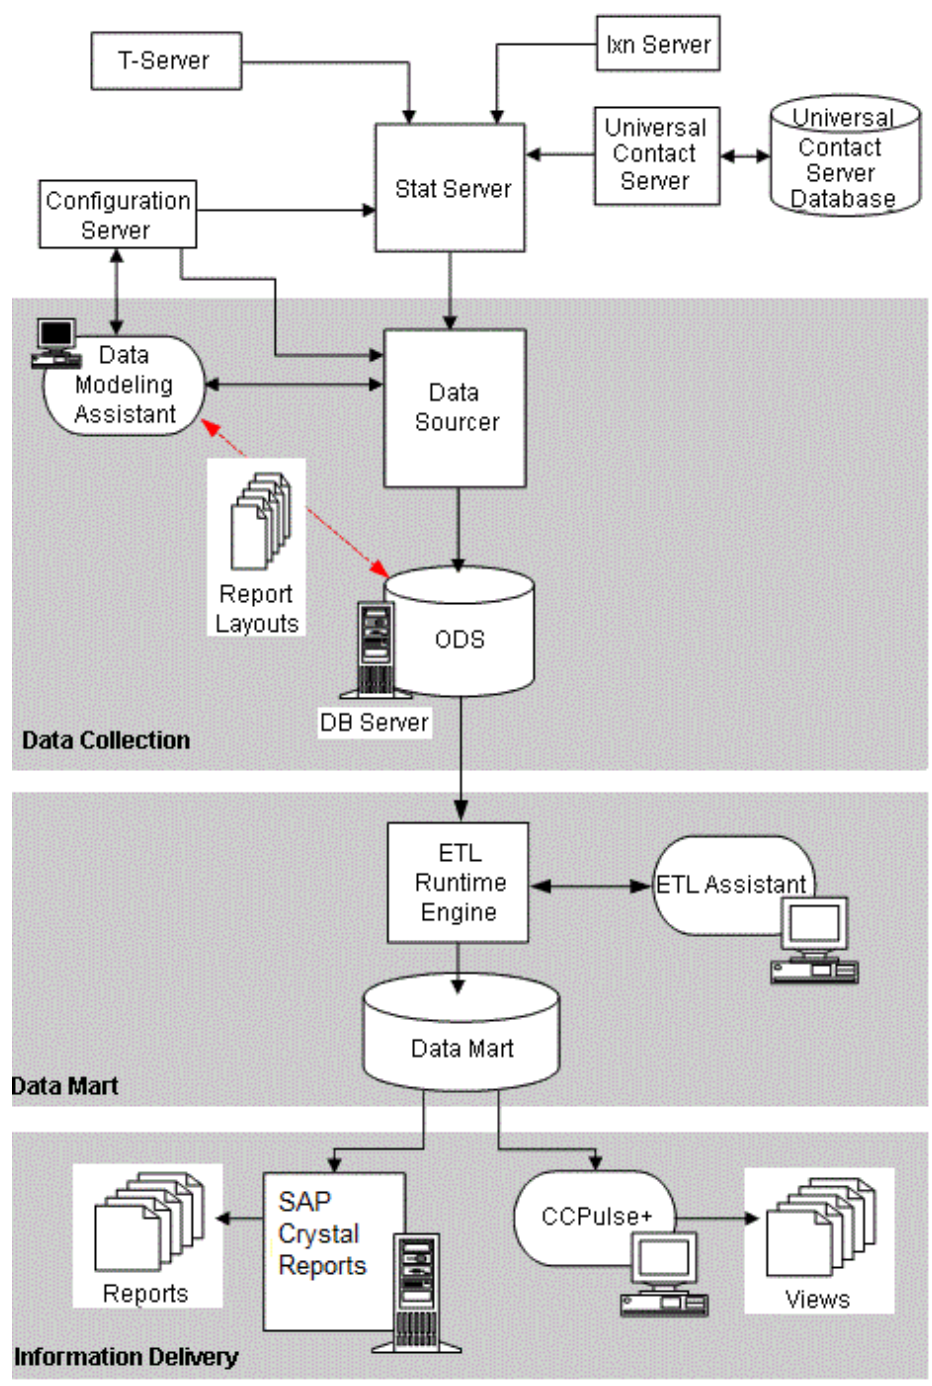 T-Server
Ixn Server
Universal
Contact
Server
Universal
Contact
Server
Database
Stat Server
Configuration
Server
Data
Modeling
Assistant
Data
Sourcer
Report
Layouts
ODS
DB Server
Data Collection
ETL
Runtime
Engine
ETL Assistant
Data Mart
Data Mart
SAP
Crystal
Reports
Reports
CCPulse+
Views
Information Delivery